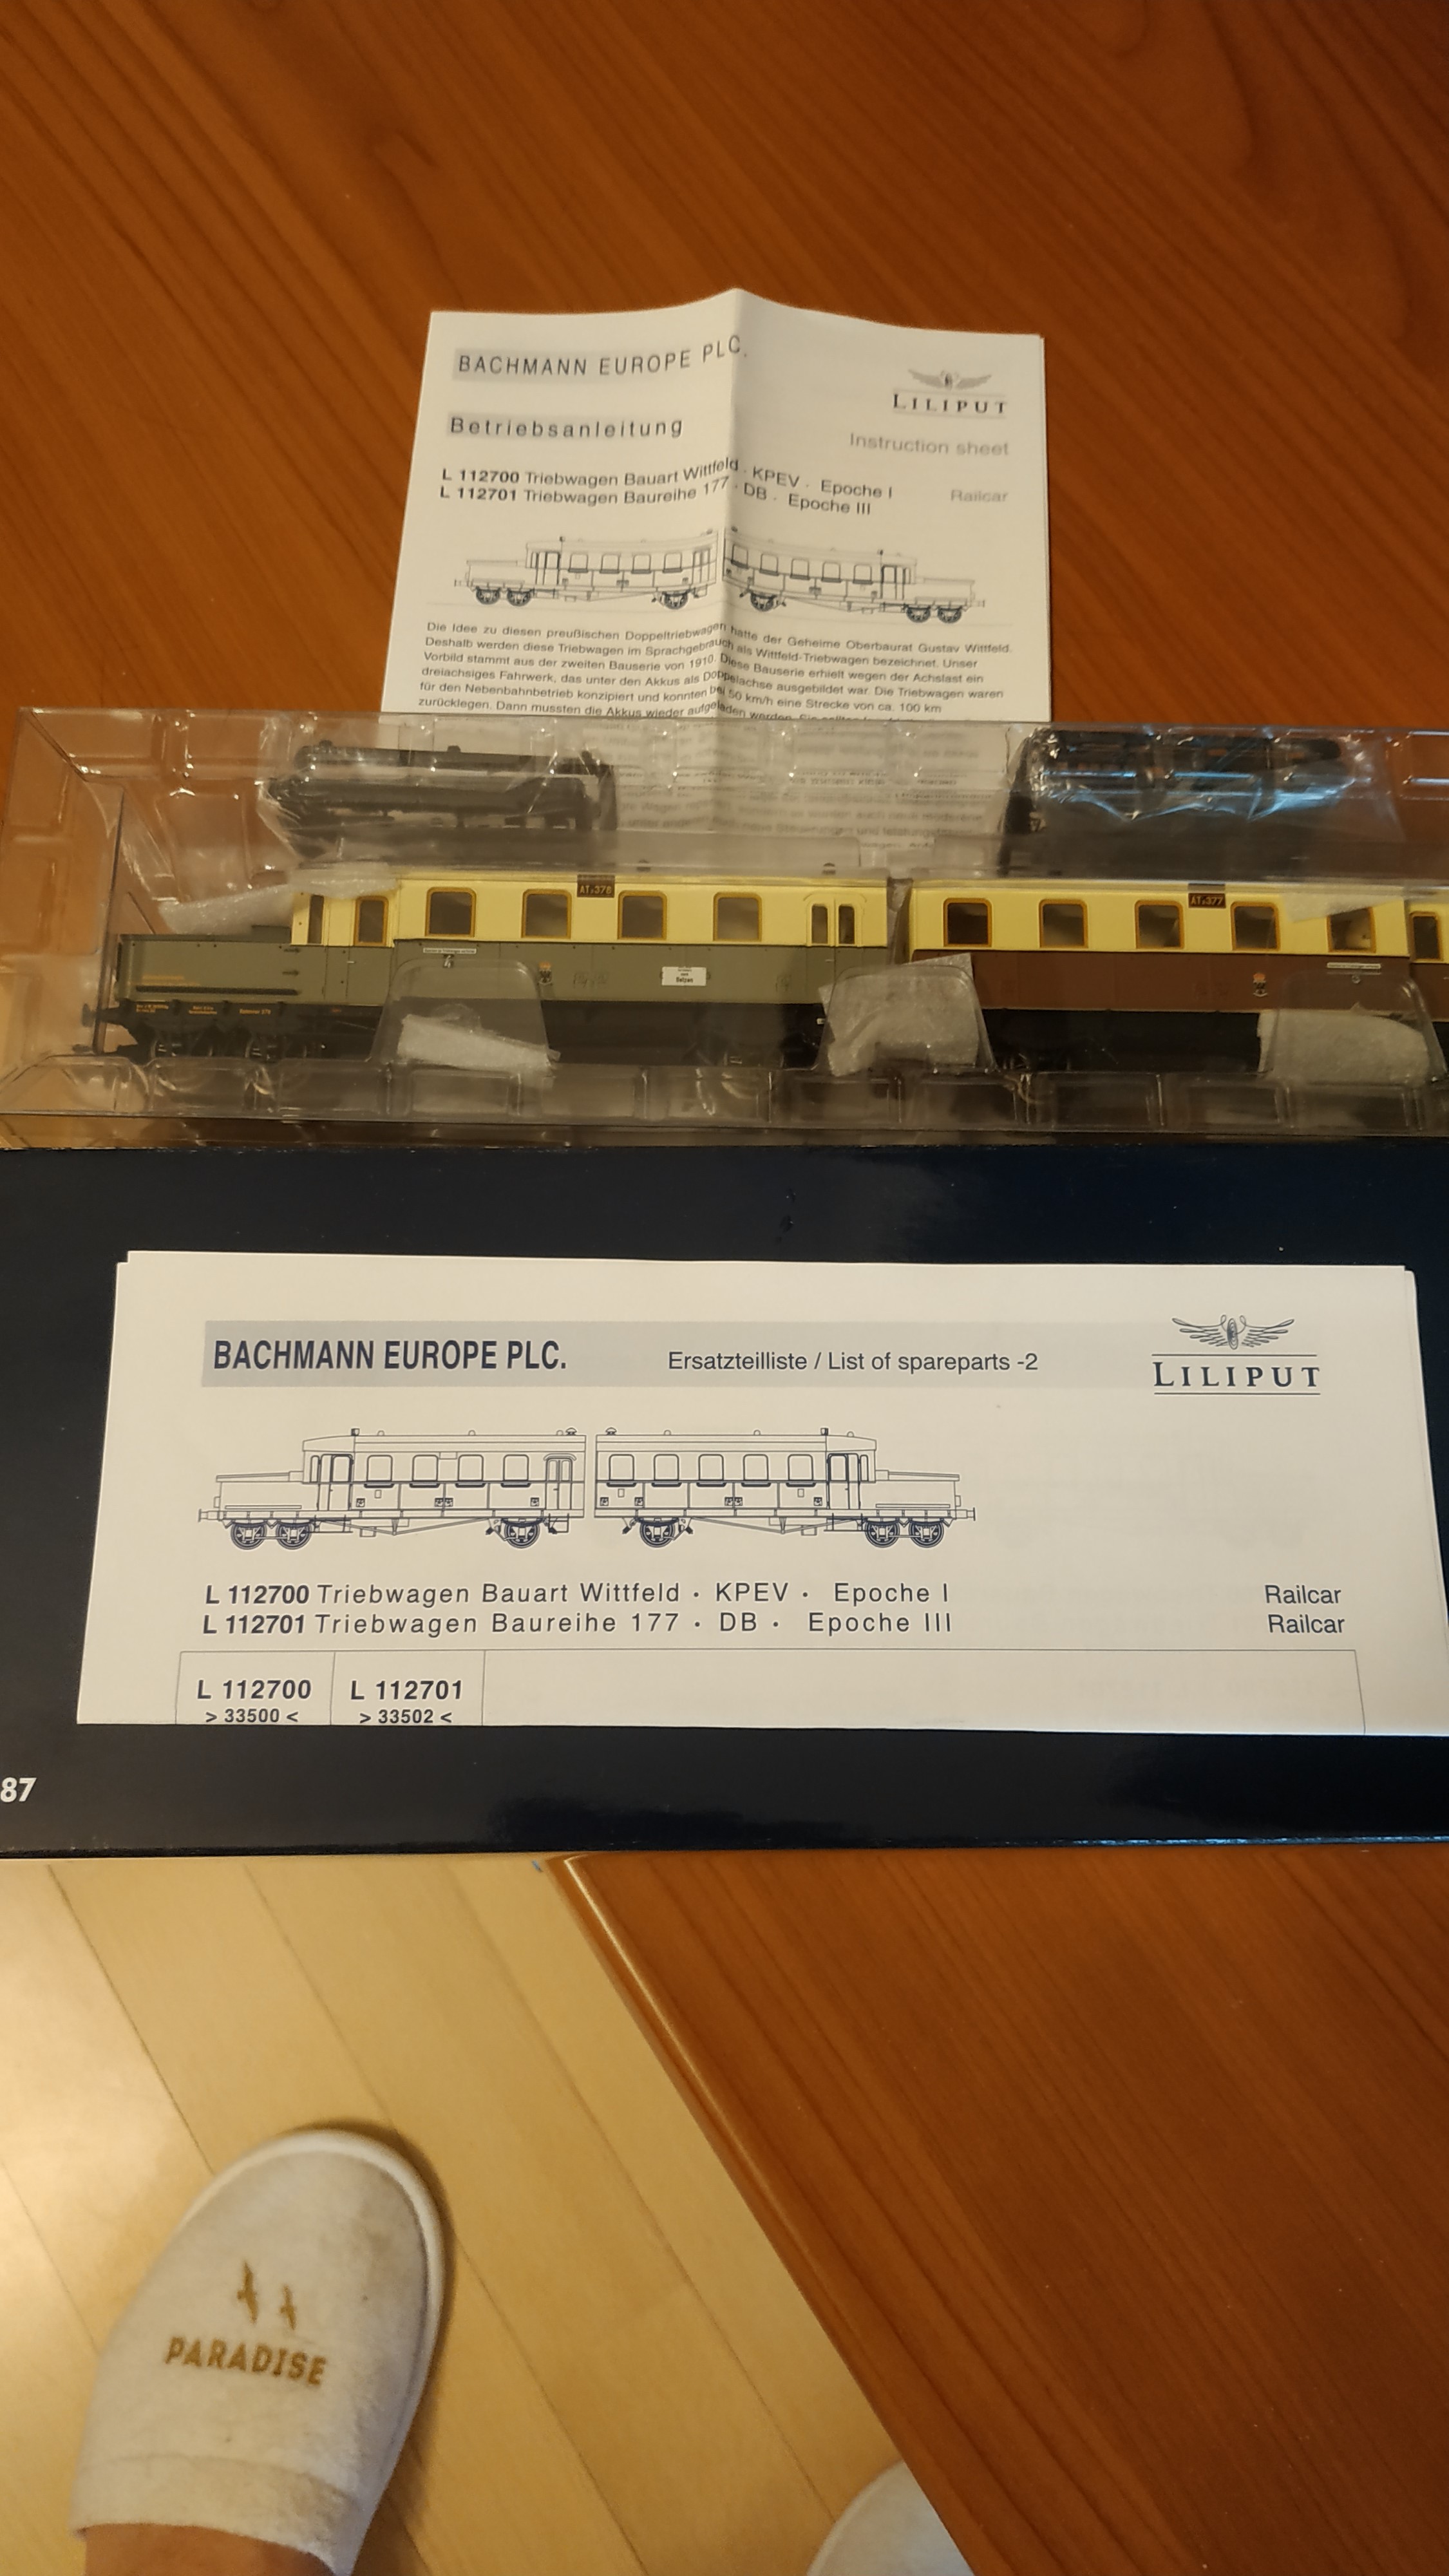 BACHMANN EUROPE PLC.
LILIPUT
Betriebsanleitung
Instruction sheet
L 112700 Triebwagen Bauart Wittfeld · KPEV · Epoche I
L 112701 Triebwagen Baureihe 177 · DB · Epoche III
Railcar
Die Idee zu diesen preußischen Doppeltriebwagen hatte der Geheime Oberbaurat Gustav Wittfeld.
Deshalb werden diese Triebwagen im Sprachgebrauch als Wittfeld-Triebwagen bezeichnet. Unser
Vorbild stammt aus der zweiten Bauserie von 1910. Diese Bauserie erhielt wegen der Achslast ein
dreiachsiges Fahrwerk, das unter den Akkus als Doppelachse ausgebildet war. Die Triebwagen waren
für den Nebenbahnbetrieb konzipiert und konnten bei 50 km/h eine Strecke von ca. 100 km
zurücklegen. Dann mussten die Akkus wieder aufgeladen werden.
AT 378
AT 377
BACHMANN EUROPE PLC.
Ersatzteilliste / List of spareparts -2
LILIPUT
L 112700 Triebwagen Bauart Wittfeld · KPEV · Epoche I
Railcar
L 112701 Triebwagen Baureihe 177 · DB · Epoche III
Railcar
L 112700
L 112701
> 33500 <
> 33502 <
87
PARADISE